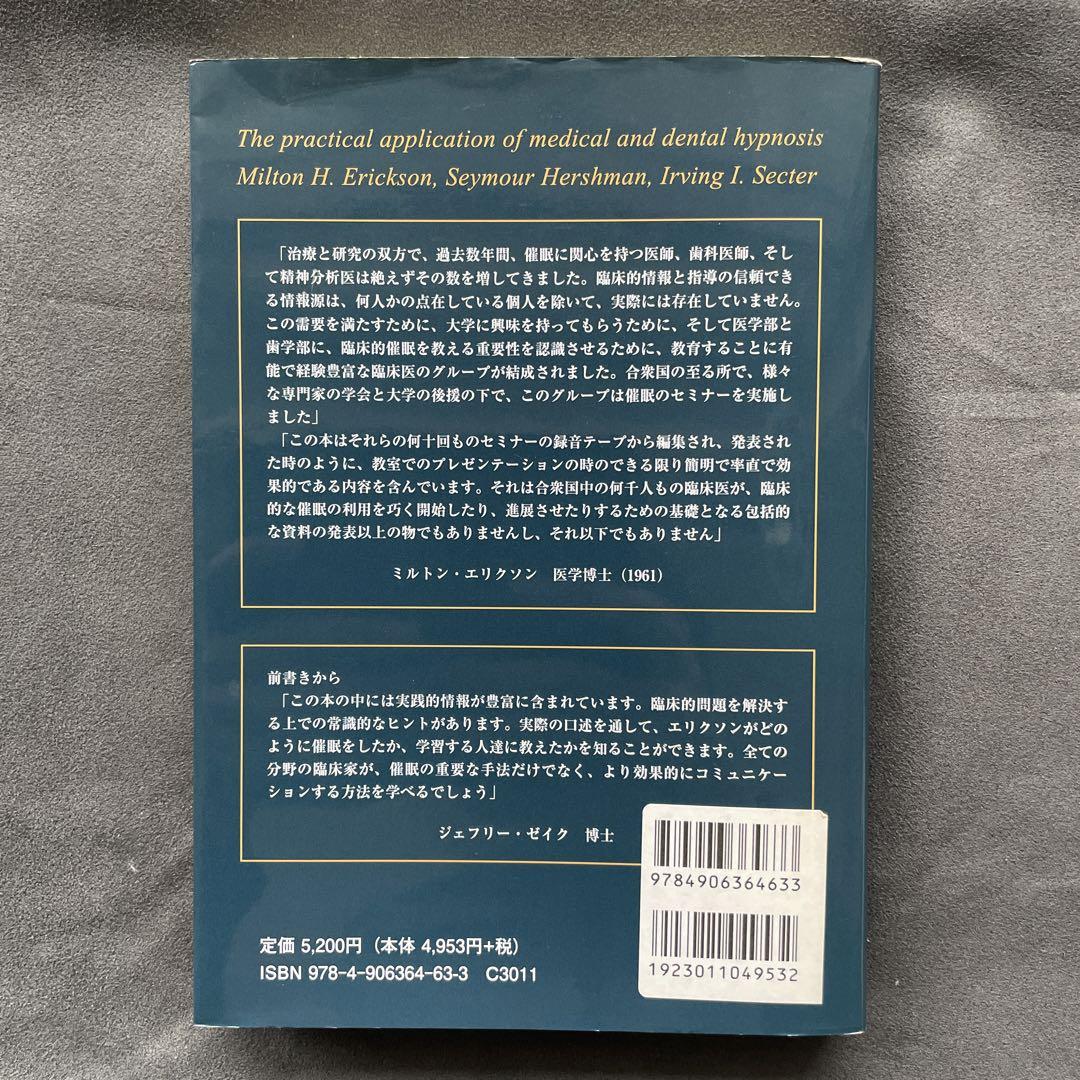 The practical application of medical and dental hypnosis
Milton H. Erickson, Seymour Hershman, Irving I. Secter
「治療と研究の双方で、過去数年間、催眠に関心を持つ医師、歯科医師、そし
て精神分析医は絶えずその数を増してきました。臨床的情報と指導の信頼でき
る情報源は、何人かの点在している個人を除いて、実際には存在していません。
この需要を満たすために、大学に興味を持ってもらうために、そして医学部と
歯学部に、臨床的催眠を教える重要性を認識させるために、教育することに有
能で経験豊富な臨床医のグループが結成されました。合衆国の至る所で、様々
な専門家の学会と大学の後援の下で、このグループは催眠のセミナーを実施し
ました」
「この本はそれらの何十回ものセミナーの録音テープから編集され、発表され
た時のように、教室でのプレゼンテーションの時のできる限り簡明で率直で効
果的である内容を含んでいます。それは合衆国中の何千人もの臨床医が、臨床
的な催眠の利用を巧く開始したり、進展させたりするための基礎となる包括的
な資料の発表以上の物でもありませんし、それ以下でもありません」
ミルトン・エリクソン 医学博士（1961）
前書きから
「この本の中には実践的情報が豊富に含まれています。臨床的問題を解決す
る上での常識的なヒントがあります。実際の口述を通して、エリクソンがどの
ように催眠をしたか、学習する人達に教えたかを知ることができます。全ての
分野の臨床家が、催眠の重要な手法だけでなく、より効果的にコミュニケー
ションする方法を学べるでしょう」
ジェフリー・ゼイク 博士
9784906364633
1923011049532
定価 5,200円（本体 4,953円+税）
ISBN 978-4-906364-63-3 C3011